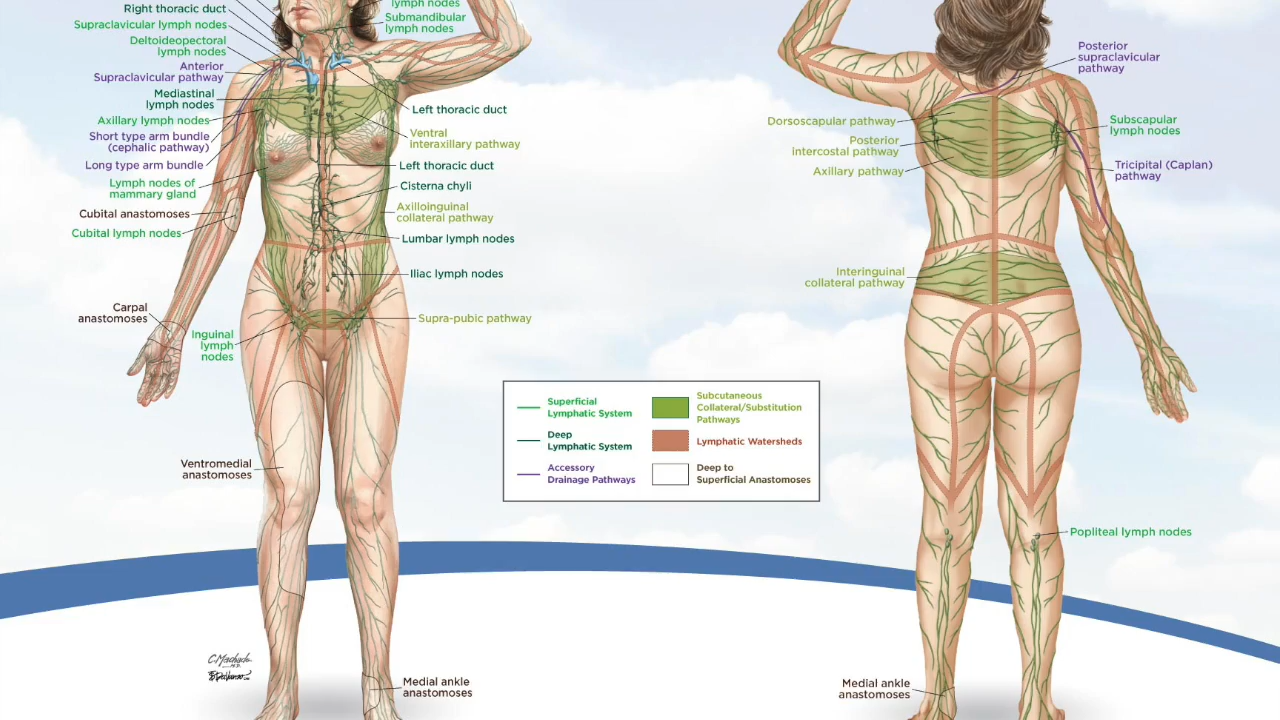 Right thoracic duct
Supraclavicular lymph nodes
Deltoideopectoral
lymph nodes
Anterior
Supraclavicular pathway
Mediastinal
lymph nodes
Axillary lymph nodes
Short type arm bundle
(cephalic pathway)
Long type arm bundle
Lymph nodes of
mammary gland
Cubital anastomoses
Cubital lymph nodes
Carpal
anastomoses
Inguinal
lymph
nodes
Ventromedial
anastomoses
lymph nodes
Submandibular
lymph nodes
Left thoracic duct
Ventral
interaxillary pathway
Left thoracic duct
Cisterna chyli
Axilloinguinal
collateral pathway
Lumbar lymph nodes
Iliac lymph nodes
Supra-pubic pathway
Medial ankle
anastomoses
C.Machado
M.D.
Superficial
Lymphatic System
Deep
Lymphatic System
Accessory
Drainage Pathways
Subcutaneous
Collateral/Substitution
Pathways
Lymphatic Watersheds
Deep to
Superficial Anastomoses
Dorsoscapular pathway
Posterior
intercostal pathway
Axillary pathway
Interinguinal
collateral pathway
Medial ankle
anastomoses
Posterior
supraclavicular
pathway
Subscapular
lymph nodes
Tricipital (Caplan)
pathway
Popliteal lymph nodes